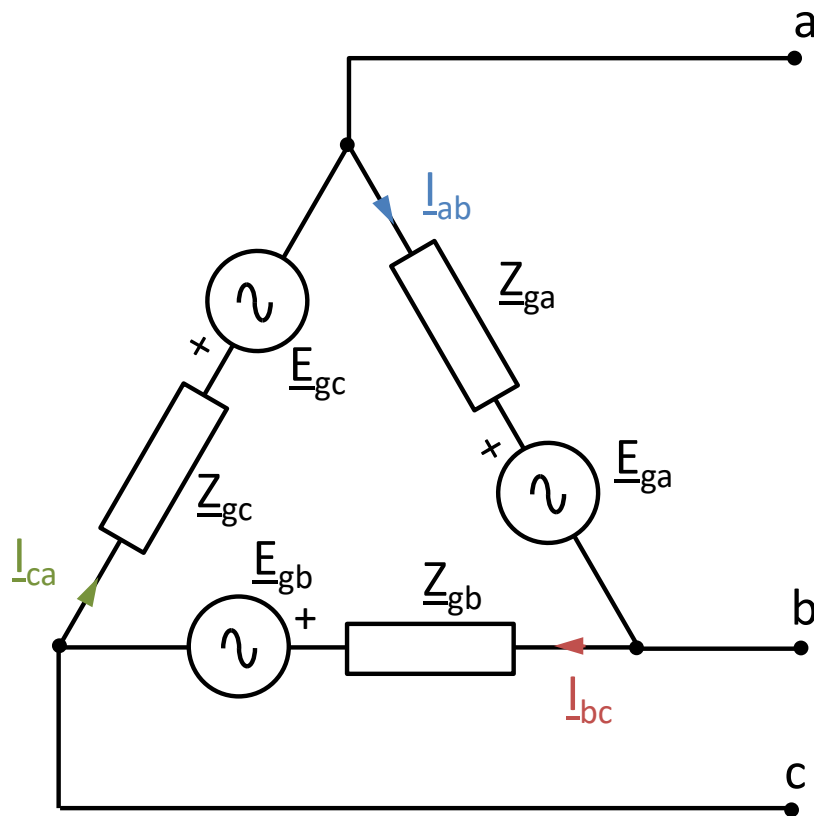 a
I_ab
Z_ga
+
E_gc
+
E_ga
Z_gc
I_ca
E_gb
Z_gb
+
b
I_bc
c